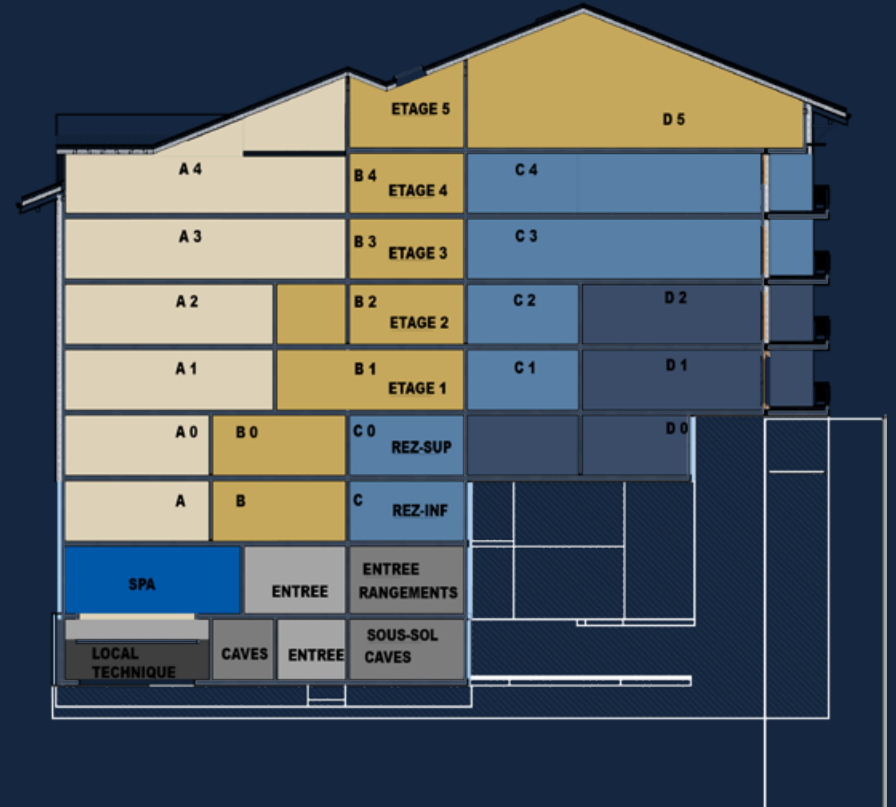 ETAGE 5
D 5
A 4
B 4
ETAGE 4
C 4
A 3
B 3
ETAGE 3
C 3
A 2
B 2
ETAGE 2
C 2
D 2
A 1
B 1
ETAGE 1
C 1
D 1
A 0
B 0
C 0
REZ-SUP
D 0
A
B
C
REZ-INF
SPA
ENTREE
ENTREE
RANGEMENTS
LOCAL
TECHNIQUE
CAVES
ENTREE
SOUS-SOL
CAVES